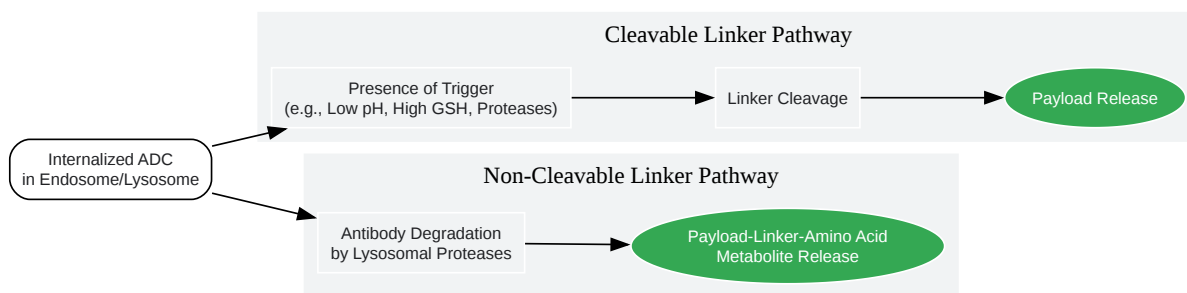 Cleavable Linker Pathway
Presence of Trigger
(e.g., Low pH, High GSH, Proteases)
Linker Cleavage
Payload Release
Internalized ADC
in Endosome/Lysosome
Non-Cleavable Linker Pathway
Antibody Degradation
by Lysosomal Proteases
Payload-Linker-Amino Acid
Metabolite Release